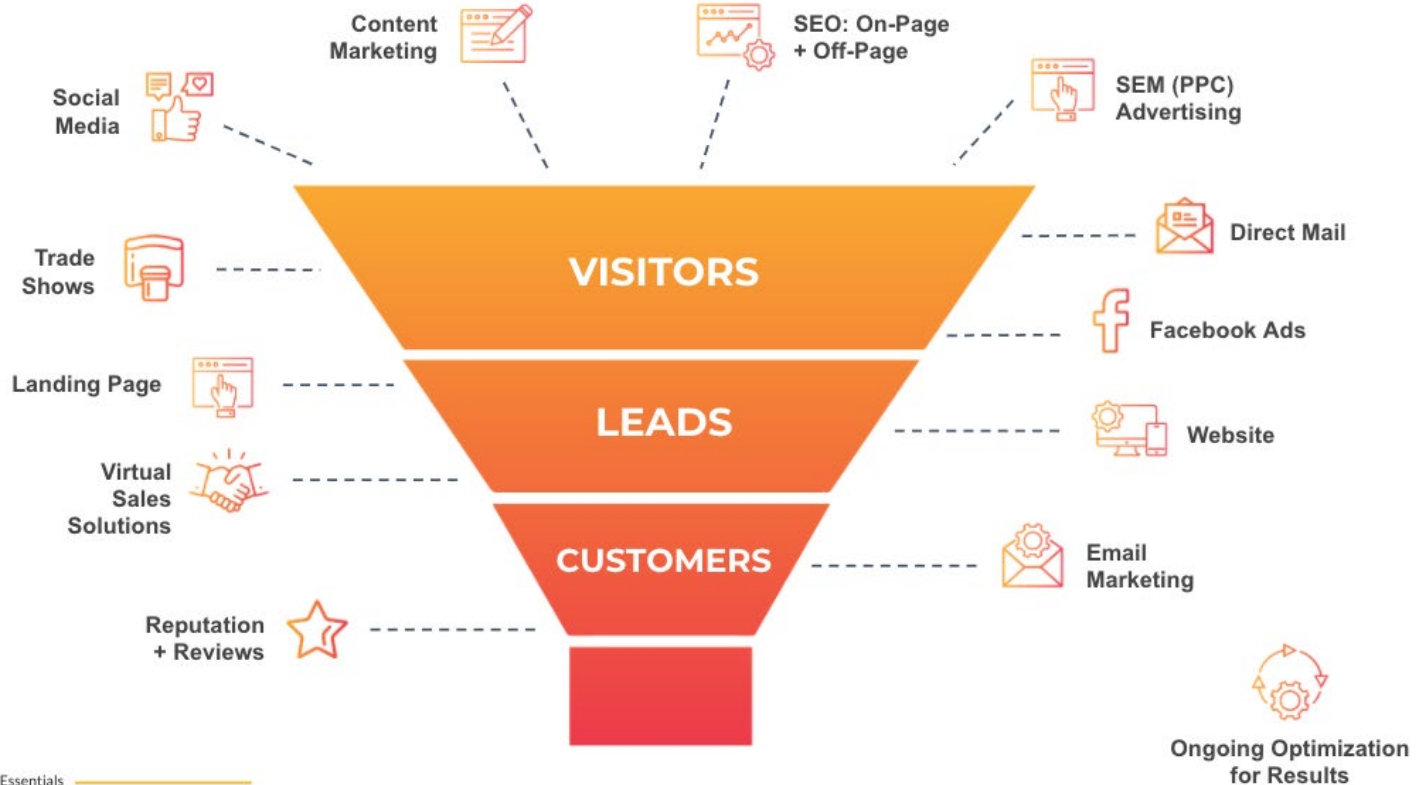 Content
Marketing
SEO: On-Page
+ Off-Page
Social
Media
SEM (PPC)
Advertising
VISITORS
Trade
Shows
Direct Mail
Facebook Ads
Landing Page
LEADS
Website
Virtual
Sales
Solutions
CUSTOMERS
Email
Marketing
Reputation
+ Reviews
Ongoing Optimization
for Results
Essentials